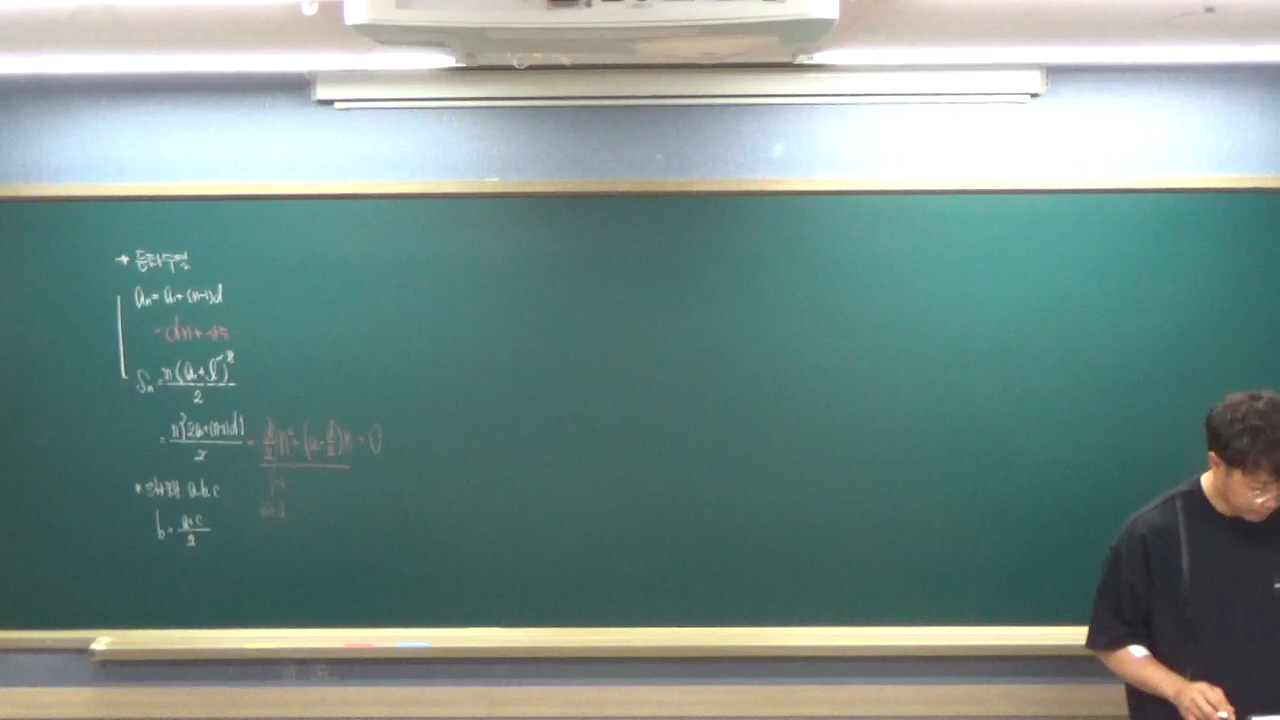 * 등차수열
aₙ = a₁ + (n-1)d
= dn +
Sₙ = n(a₁+l) / 2
= n{2a₁+(n-1)d} / 2 = d/2 n² + (a - d/2)n + 0
* 등차중항 a, b, c
b = a+c / 2